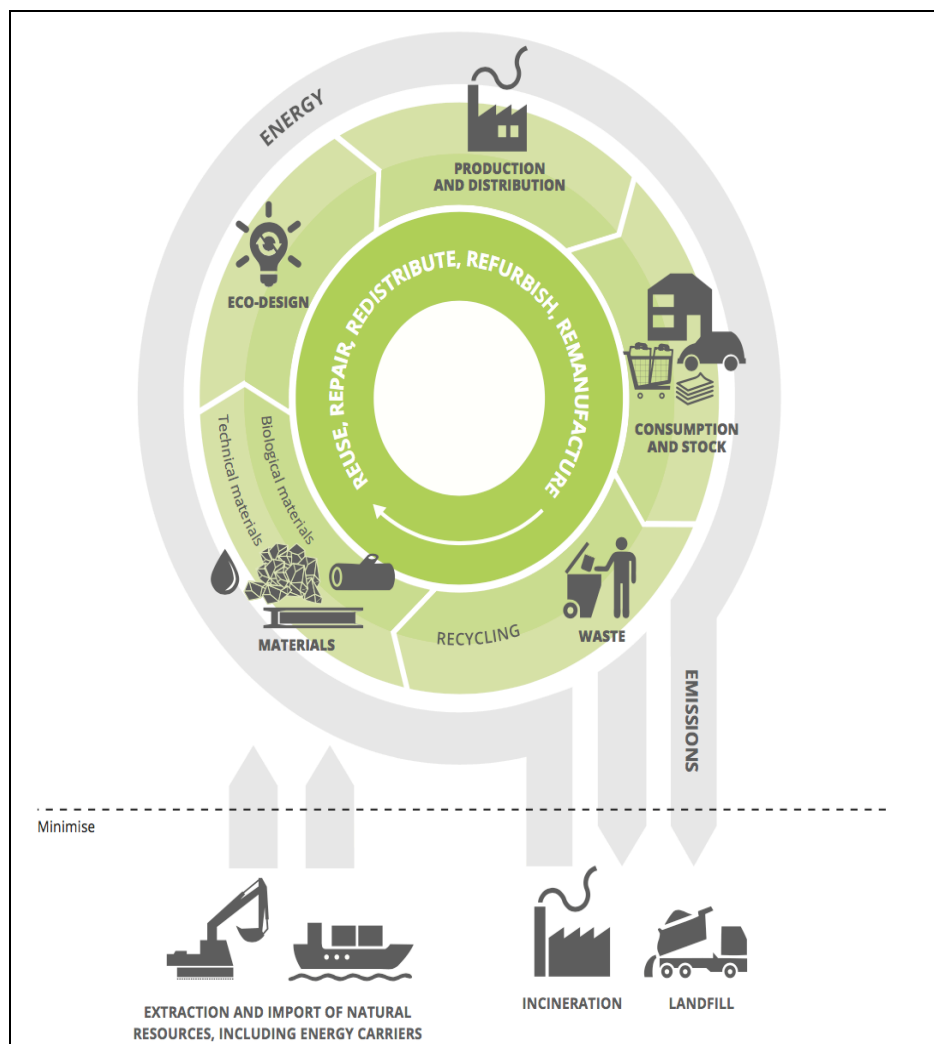 ENERGY
PRODUCTION
AND DISTRIBUTION
ECO-DESIGN
REUSE, REPAIR, REDISTRIBUTE, REFURBISH, REMANUFACTURE
CONSUMPTION
AND STOCK
Technical materials
Biological materials
MATERIALS
RECYCLING
WASTE
EMISSIONS
Minimise
EXTRACTION AND IMPORT OF NATURAL
RESOURCES, INCLUDING ENERGY CARRIERS
INCINERATION
LANDFILL